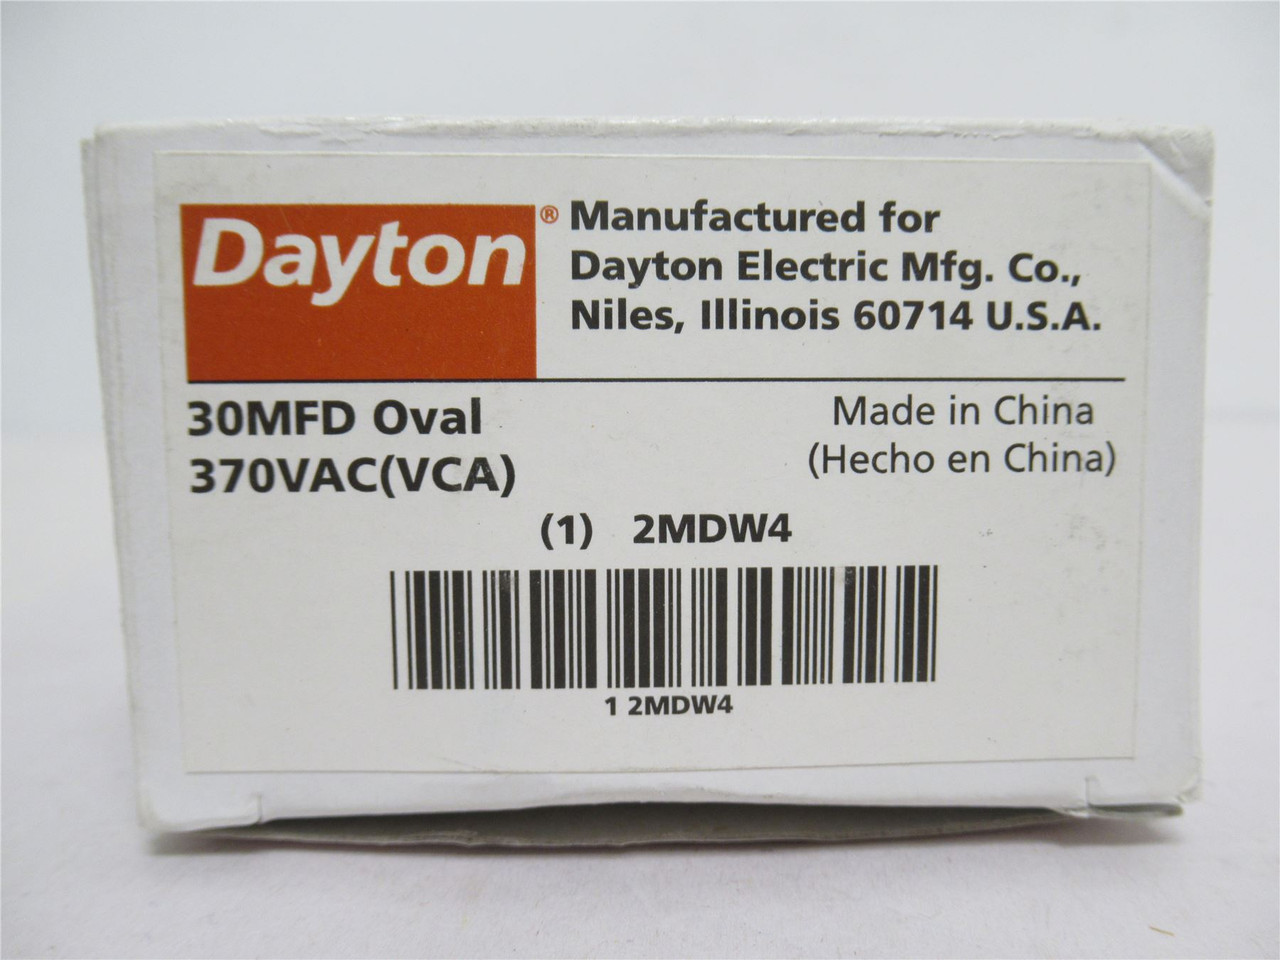 Dayton®
Manufactured for
Dayton Electric Mfg. Co.,
Niles, Illinois 60714 U.S.A.
30MFD Oval
370VAC(VCA)
Made in China
(Hecho en China)
(1) 2MDW4
1 2MDW4